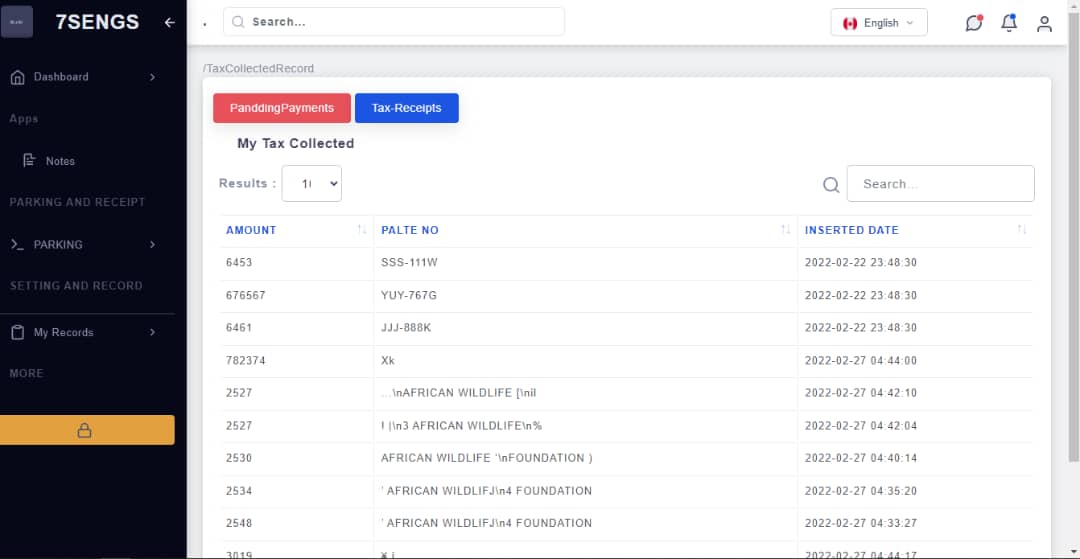 7SENGS
Search...
English
Dashboard
/TaxCollectedRecord
PanddingPayments
Tax-Receipts
Apps
My Tax Collected
Notes
Results :
Search...
PARKING AND RECEIPT
AMOUNT PALTE NO INSERTED DATE
PARKING
6453 SSS-111W 2022-02-22 23:48:30
SETTING AND RECORD
676567 YUY-767G 2022-02-22 23:48:30
My Records
6461 JJJ-888K 2022-02-22 23:48:30
782374 Xk 2022-02-27 04:44:00
MORE
2527 ...\nAFRICAN WILDLIFE [\nil 2022-02-27 04:42:10
2527 ! |\n3 AFRICAN WILDLIFE\n% 2022-02-27 04:42:04
2530 AFRICAN WILDLIFE '\nFOUNDATION ) 2022-02-27 04:40:14
2534 ' AFRICAN WILDLIFJ\n4 FOUNDATION 2022-02-27 04:35:20
2548 ' AFRICAN WILDLIFJ\n4 FOUNDATION 2022-02-27 04:33:27
3019 ¥ i 2022-02-27 04:44:17